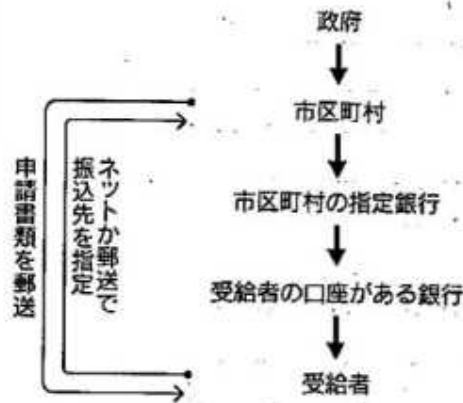 政府
市区町村
市区町村の指定銀行
受給者の口座がある銀行
受給者
ネットか郵送で
振込先を指定
申請書類を郵送